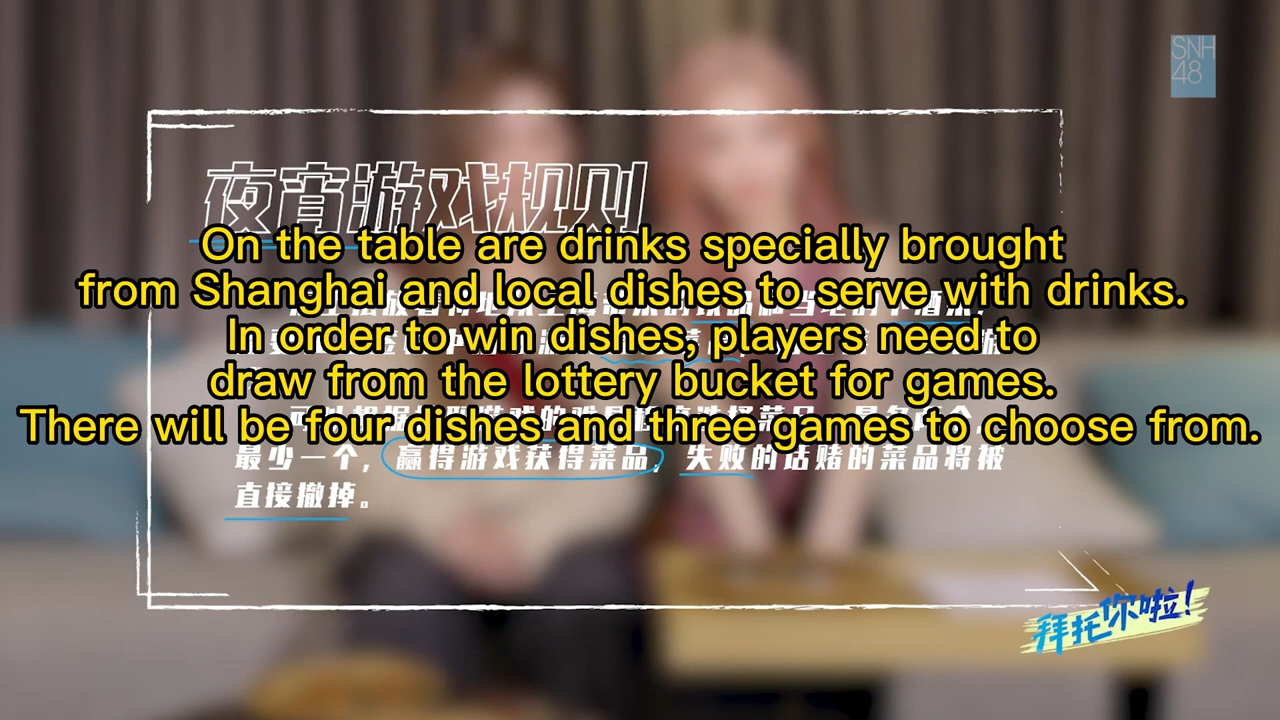 SNH
48
夜宵游戏规则
On the table are drinks specially brought
from Shanghai and local dishes to serve with drinks.
In order to win dishes, players need to
draw from the lottery bucket for games.
There will be four dishes and three games to choose from.
最少一个，赢得游戏获得菜品，失败的话赌的菜品将被
直接撤掉。
拜托你啦！